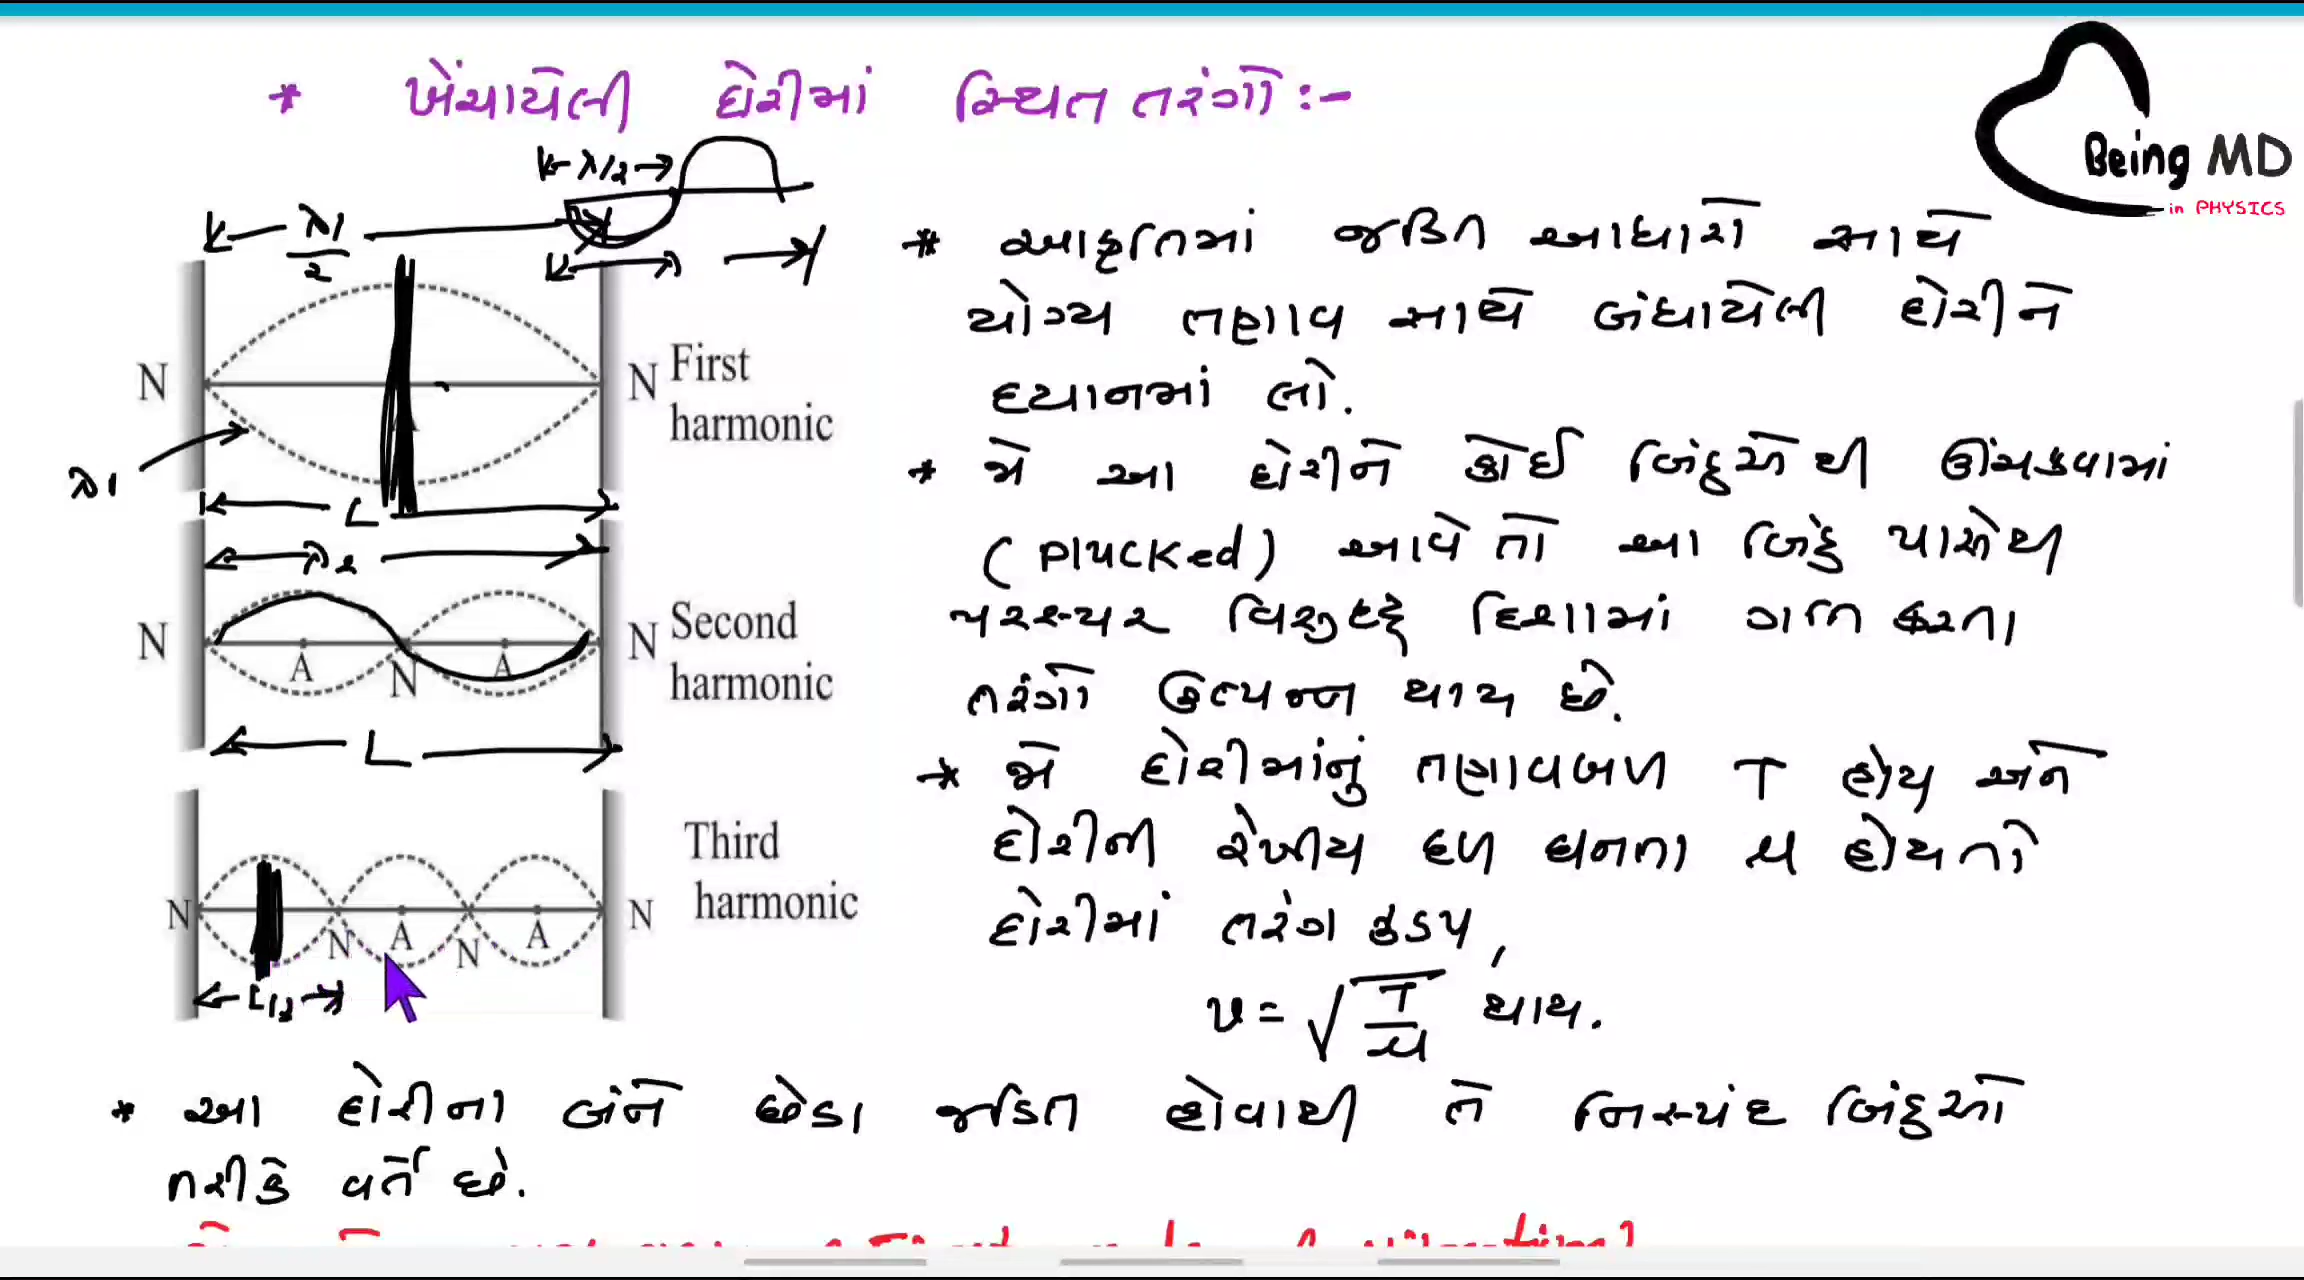 * ખેંચાયેલી દોરીમાં સ્થિત તરંગો :-
Being MD
in PHYSICS
λ/2
λ1/2
λ
N
N
First
harmonic
λ1
L
λ2
N
A
N
A
N
Second
harmonic
L
N
N
A
N
A
N
Third
harmonic
* આકૃતિમાં જડિત આધારો સાથે
યોગ્ય તણાવ સાથે બંધાયેલી દોરીને
ધ્યાનમાં લો.
* જો આ દોરીને કોઈ બિંદુએથી ઊંચકવામાં
(Plucked) આવે તો આ બિંદુ પાસેથી
પરસ્પર વિરુદ્ધ દિશામાં ગતિ કરતા
તરંગો ઉત્પન્ન થાય છે.
* જો દોરીમાંનું તણાવબળ T હોય અને
દોરીની રેખીય દળ ઘનતા μ હોય તો
દોરીમાં તરંગ ઝડપ,
v = √T/μ થાય.
* આ દોરીના બંને છેડા જડિત હોવાથી તે નિસ્પંદ બિંદુઓ
તરીકે વર્તે છે.